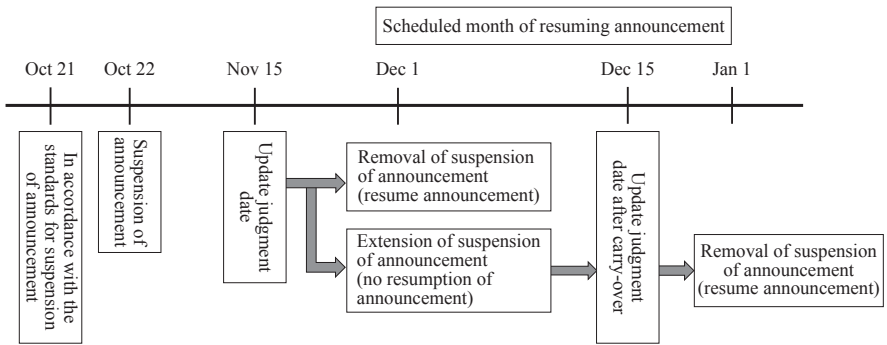 Scheduled month of resuming announcement
Oct 21
Oct 22
Nov 15
Dec 1
Dec 15
Jan 1
In accordance with the
standards for suspension
of announcement
Suspension of
announcement
Update judgment
date
Removal of suspension
of announcement
(resume announcement)
Extension of suspension
of announcement
(no resumption of
announcement)
Update judgment
date after carry-over
Removal of suspension
of announcement
(resume announcement)